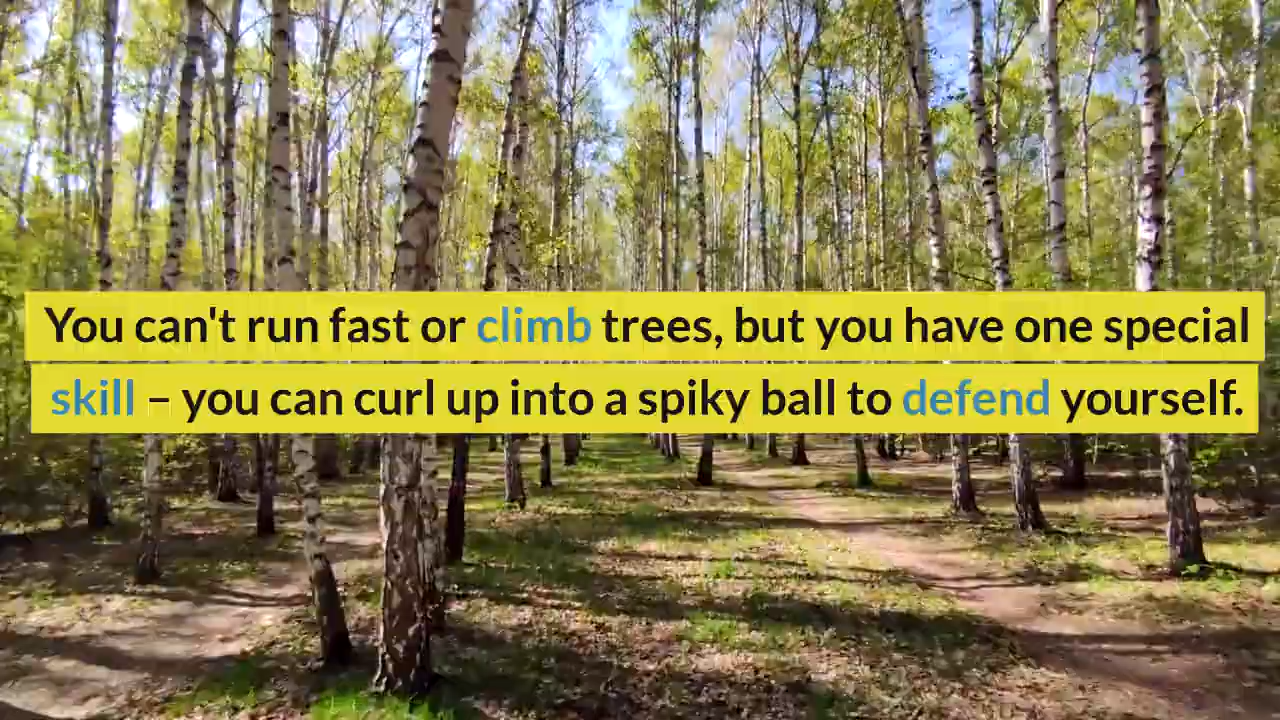 You can't run fast or climb trees, but you have one special
skill – you can curl up into a spiky ball to defend yourself.